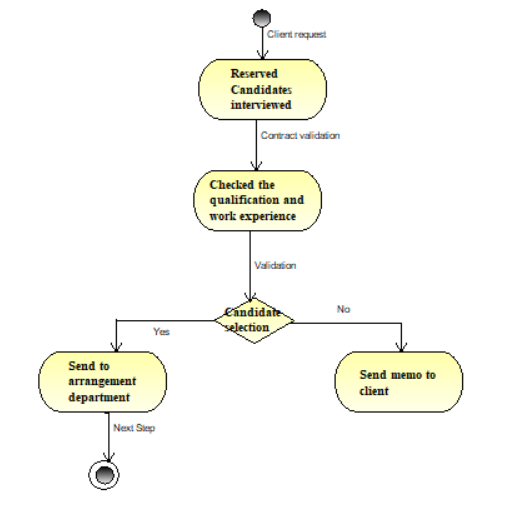 Client request
Reserved
Candidates
interviewed
Contract validation
Checked the
qualification and
work experience
Validation
Candidate
selection
No
Yes
Send to
arrangement
department
Send memo to
client
Next Step